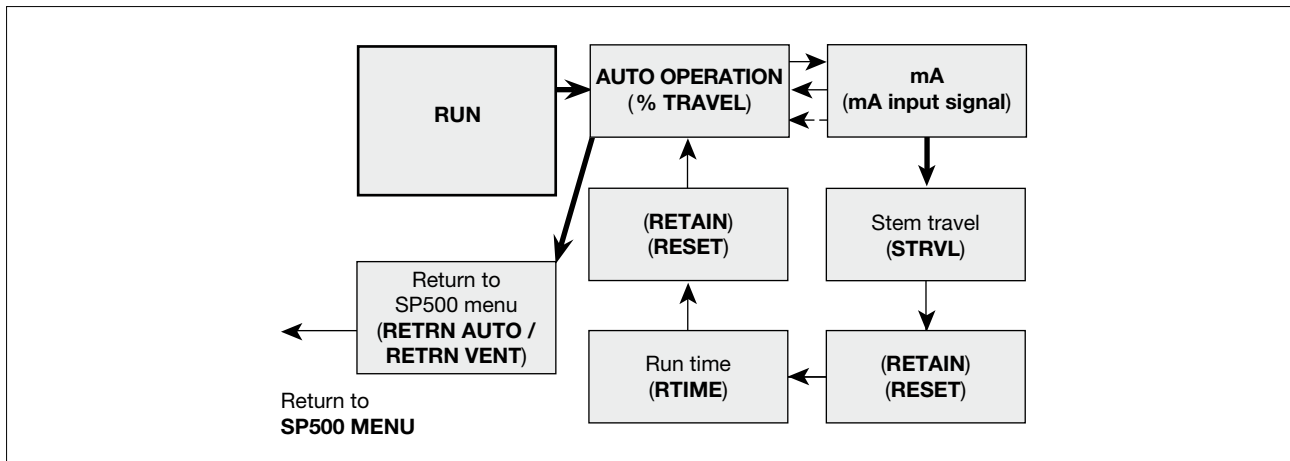 RUN
AUTO OPERATION
(% TRAVEL)
mA
(mA input signal)
(RETAIN)
(RESET)
Stem travel
(STRVL)
Return to
SP500 menu
(RETRN AUTO /
RETRN VENT)
Run time
(RTIME)
(RETAIN)
(RESET)
Return to
SP500 MENU